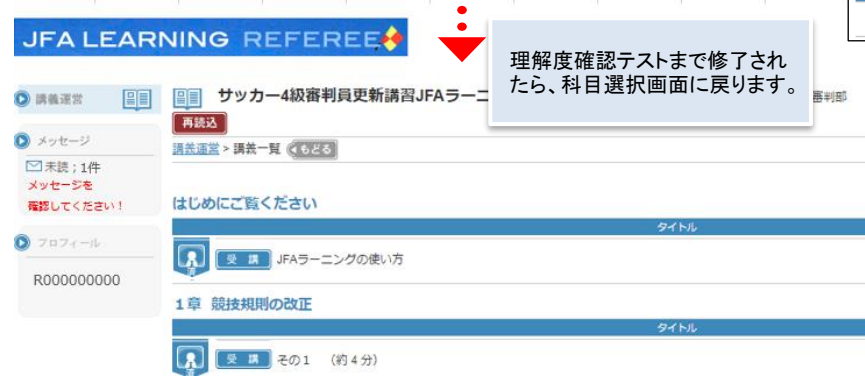 JFA LEARNING REFEREE
理解度確認テストまで修了され
たら、科目選択画面に戻ります。
講義運営
サッカー4級審判員更新講習JFAラーニ
審判部
再読込
講義運営 > 講義一覧 もどる
メッセージ
未読；1件
メッセージを
確認してください！
はじめにご覧ください
タイトル
受 講 JFAラーニングの使い方
プロフィール
R000000000
1章 競技規則の改正
タイトル
受 講 その1 （約4分）